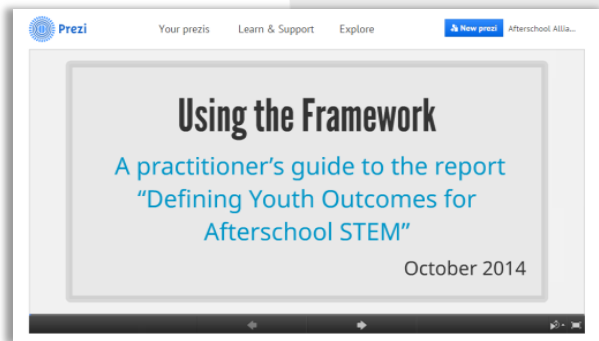 Prezi Your prezis Learn & Support Explore New prezi Afterschool Allia...
Using the Framework
A practitioner's guide to the report
“Defining Youth Outcomes for
Afterschool STEM”
October 2014